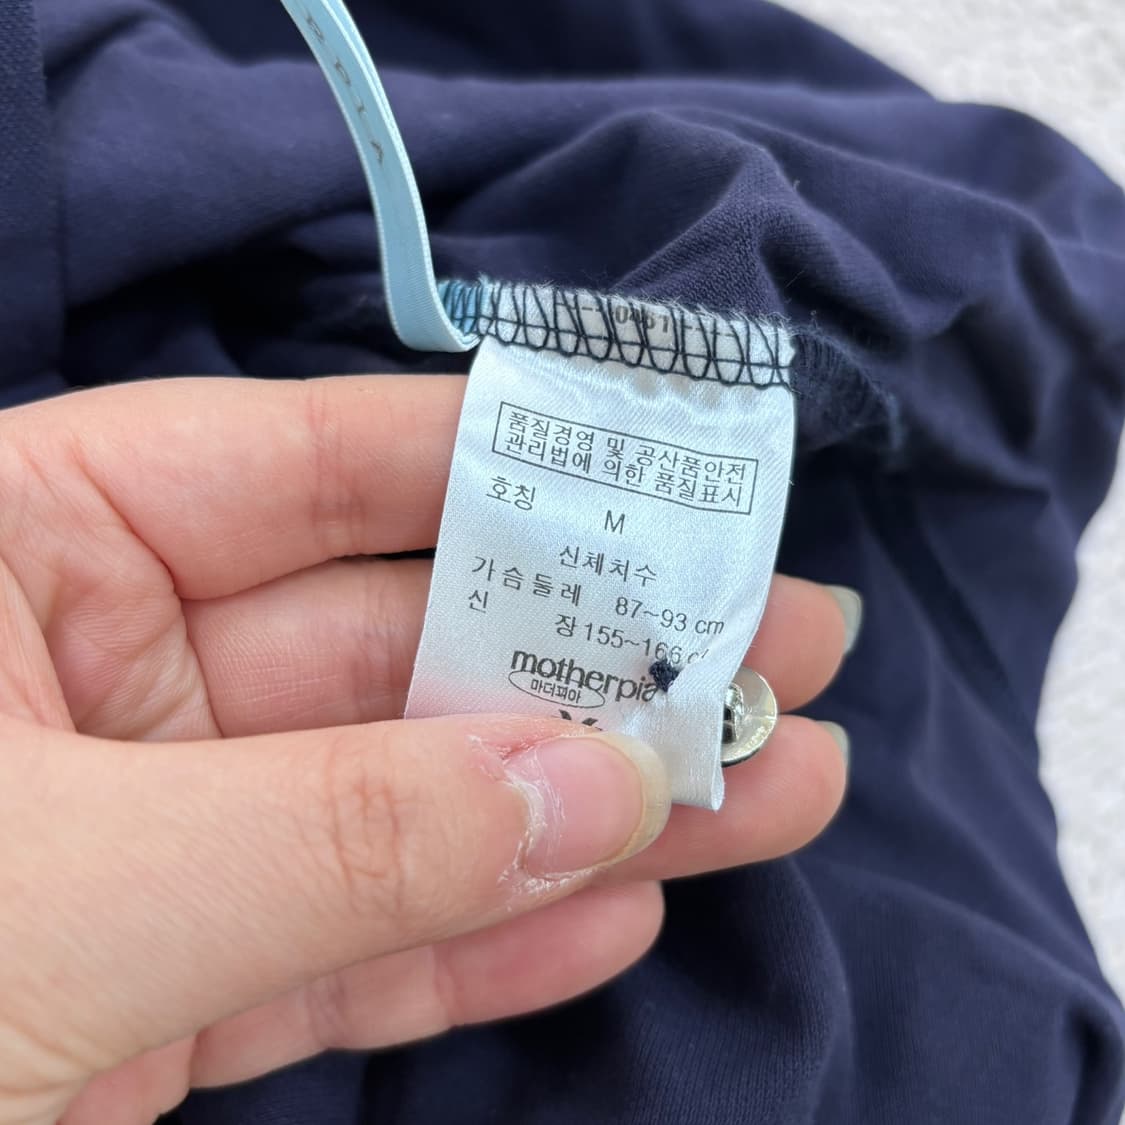 품질경영 및 공산품안전
관리법에 의한 품질표시
호칭 M
신체치수
가슴둘레 87~93 cm
신 장 155~166
motherpia
마더피아